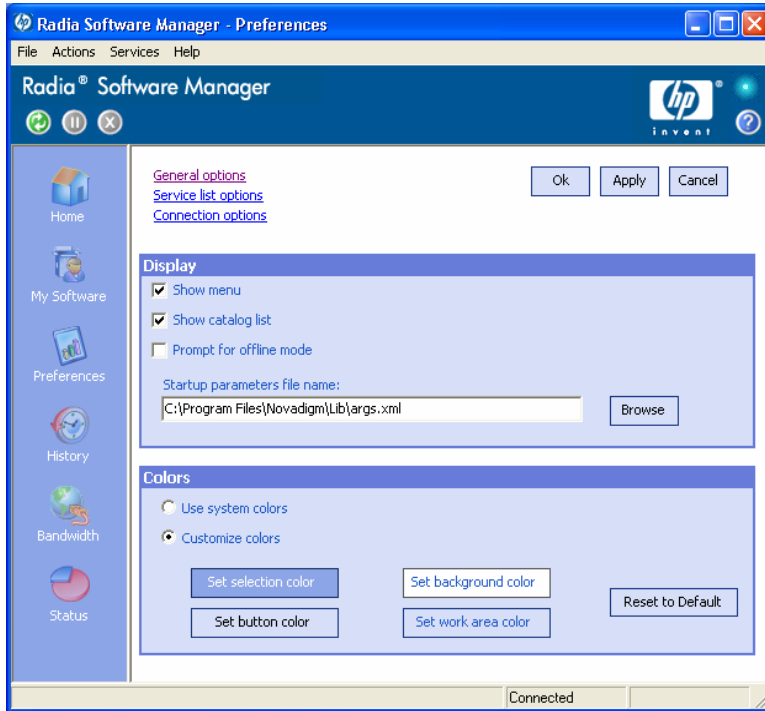 Radia Software Manager - Preferences
File Actions Services Help
Radia® Software Manager
hp
®
invent
?
Home
My Software
Preferences
History
Bandwidth
Status
General options
Service list options
Connection options
Ok Apply Cancel
Display
Show menu
Show catalog list
Prompt for offline mode
Startup parameters file name:
C:\Program Files\Novadigm\Lib\args.xml Browse
Colors
Use system colors
Customize colors
Set selection color Set background color
Set button color Set work area color
Reset to Default
Connected